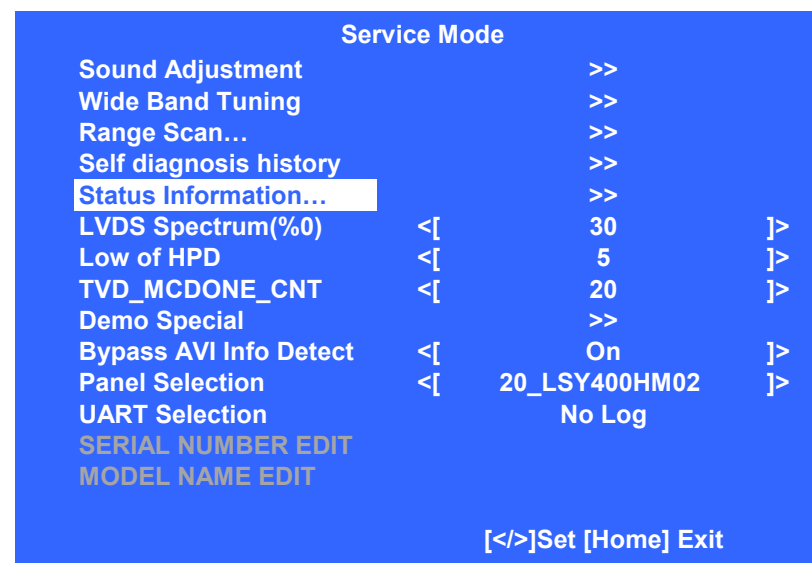 Service Mode
Sound Adjustment >>
Wide Band Tuning >>
Range Scan… >>
Self diagnosis history >>
Status Information… >>
LVDS Spectrum(%0) <[ 30 ]>
Low of HPD <[ 5 ]>
TVD_MCDONE_CNT <[ 20 ]>
Demo Special >>
Bypass AVI Info Detect <[ On ]>
Panel Selection <[ 20_LSY400HM02 ]>
UART Selection No Log
SERIAL NUMBER EDIT
MODEL NAME EDIT
[</>]Set [Home] Exit